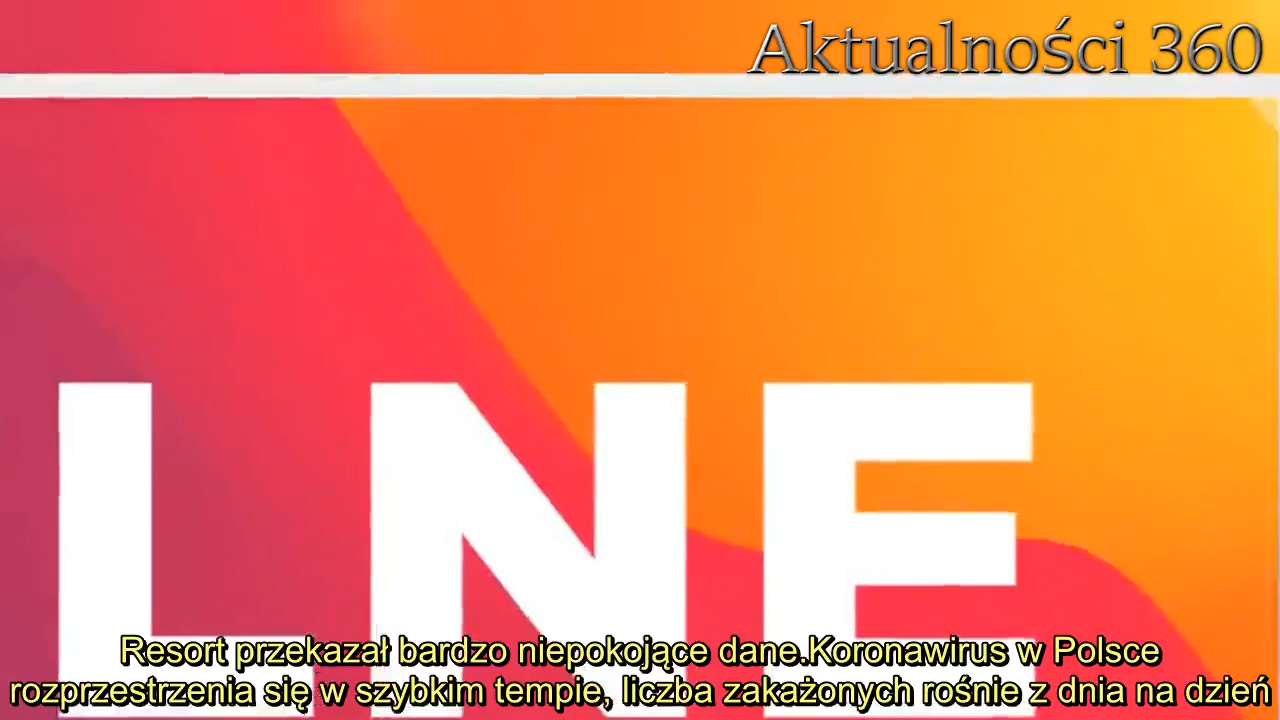 Aktualności 360
LNE
Resort przekazał bardzo niepokojące dane.Koronawirus w Polsce
rozprzestrzenia się w szybkim tempie, liczba zakażonych rośnie z dnia na dzień